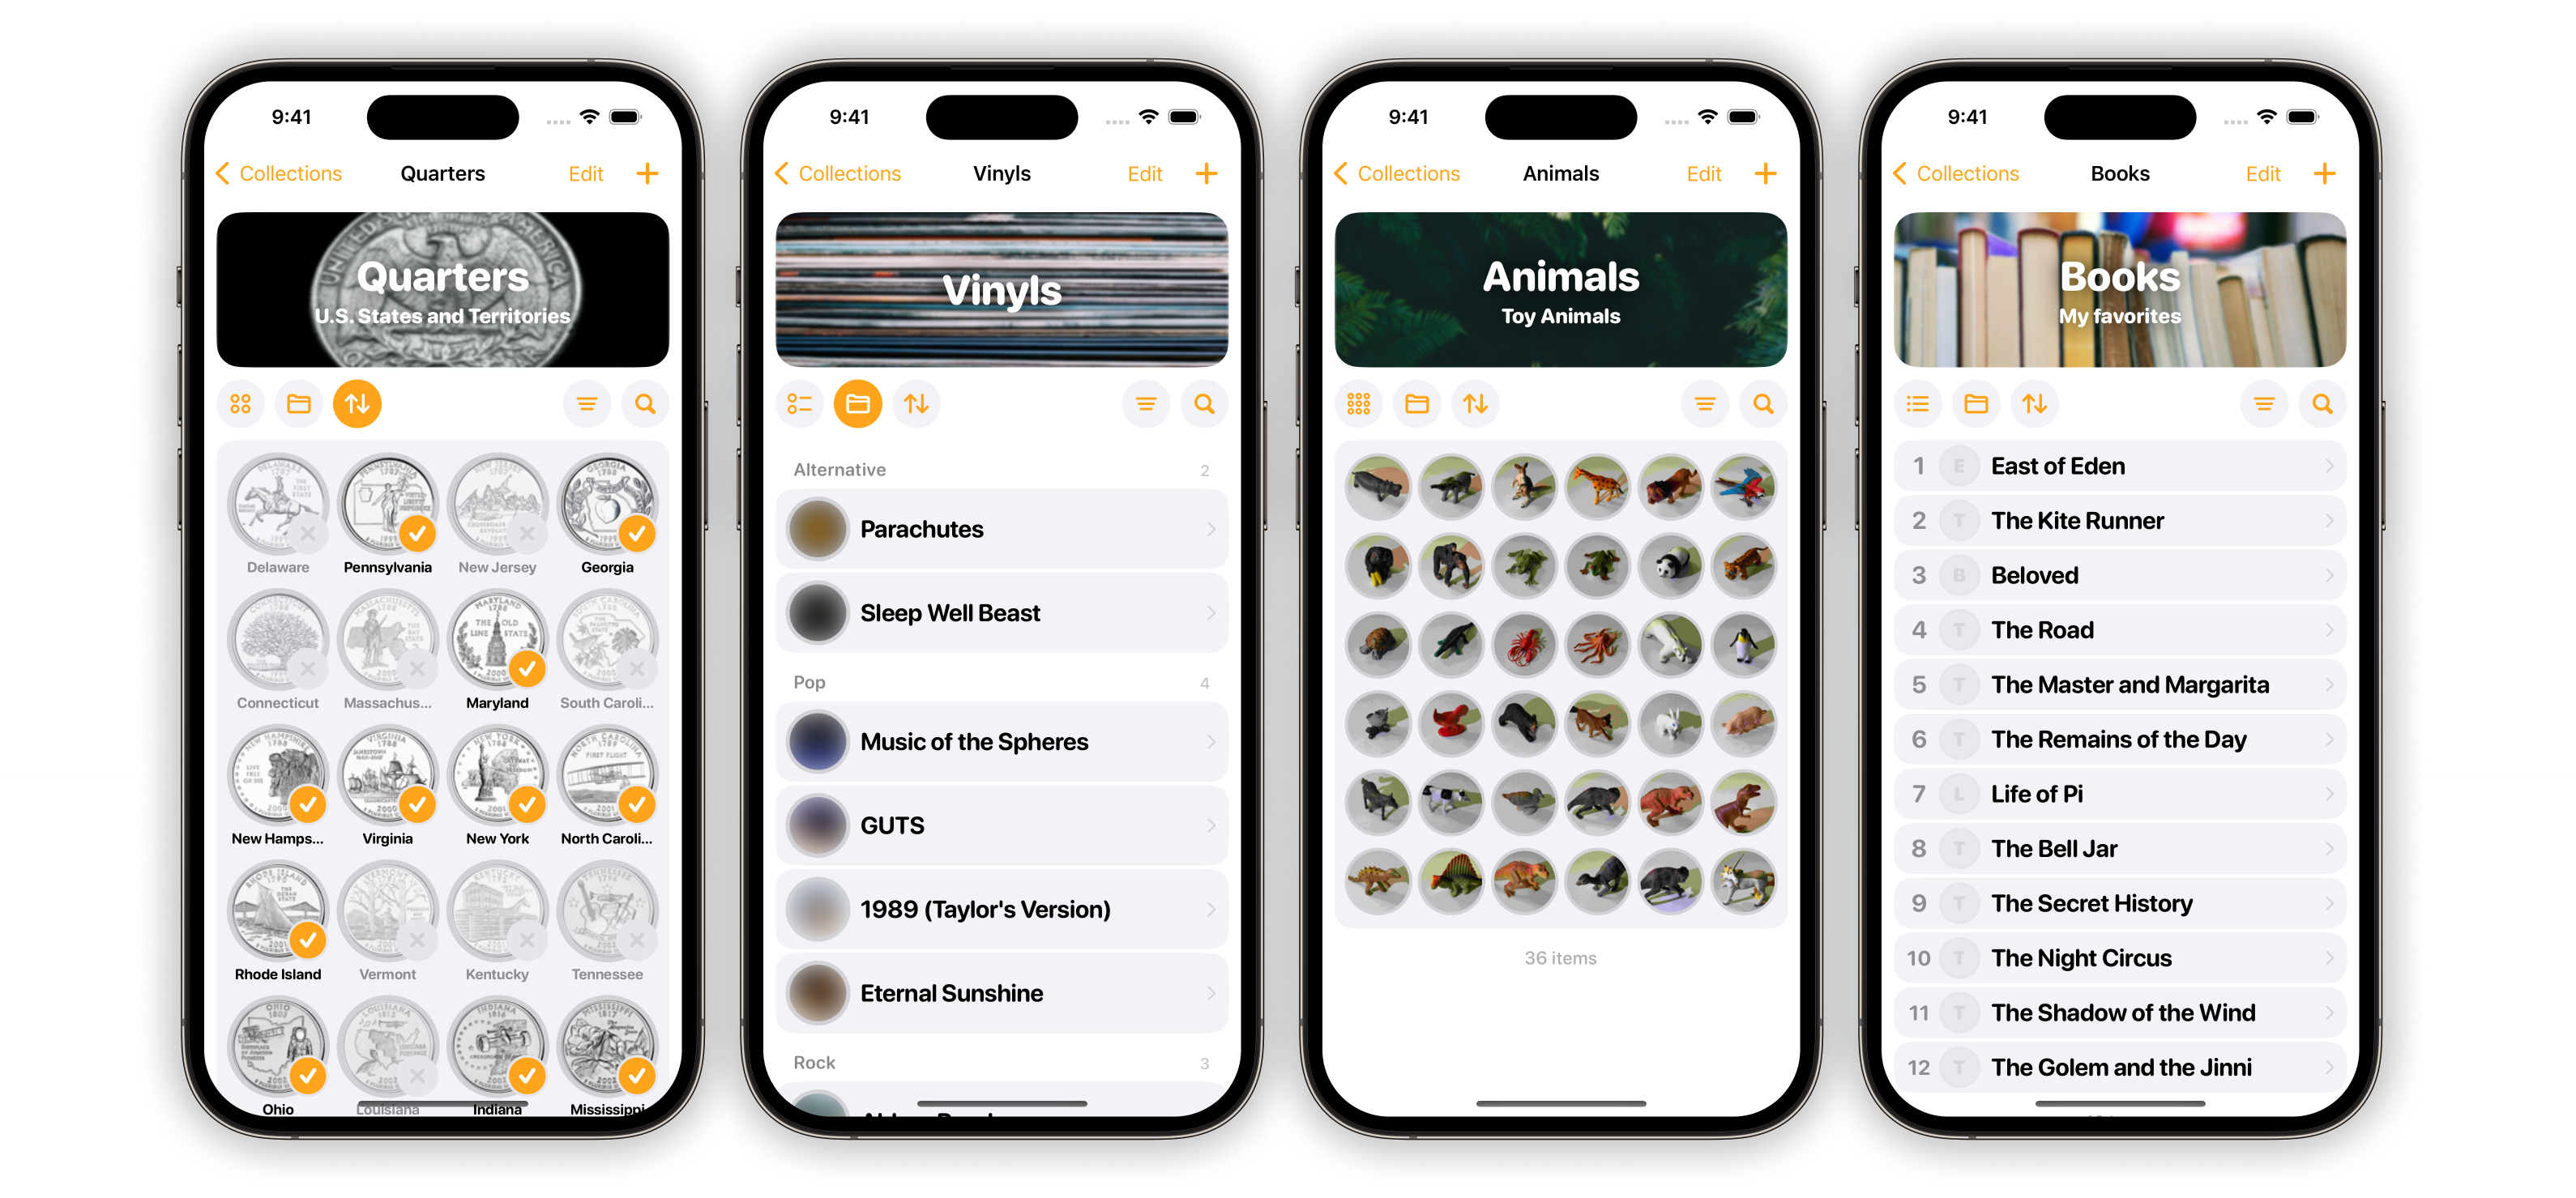 9:41
Collections
Quarters
Edit
Quarters
U.S. States and Territories
Delaware
Pennsylvania
New Jersey
Georgia
Connecticut
Massachus...
Maryland
South Caroli...
New Hamps...
Virginia
New York
North Caroli...
Rhode Island
Vermont
Kentucky
Tennessee
Ohio
Louisiana
Indiana
Mississippi
9:41
Collections
Vinyls
Edit
Vinyls
Alternative 2
Parachutes
Sleep Well Beast
Pop 4
Music of the Spheres
GUTS
1989 (Taylor's Version)
Eternal Sunshine
Rock 3
9:41
Collections
Animals
Edit
Animals
Toy Animals
36 items
9:41
Collections
Books
Edit
Books
My favorites
1 E East of Eden
2 T The Kite Runner
3 B Beloved
4 T The Road
5 T The Master and Margarita
6 T The Remains of the Day
7 L Life of Pi
8 T The Bell Jar
9 T The Secret History
10 T The Night Circus
11 T The Shadow of the Wind
12 T The Golem and the Jinni